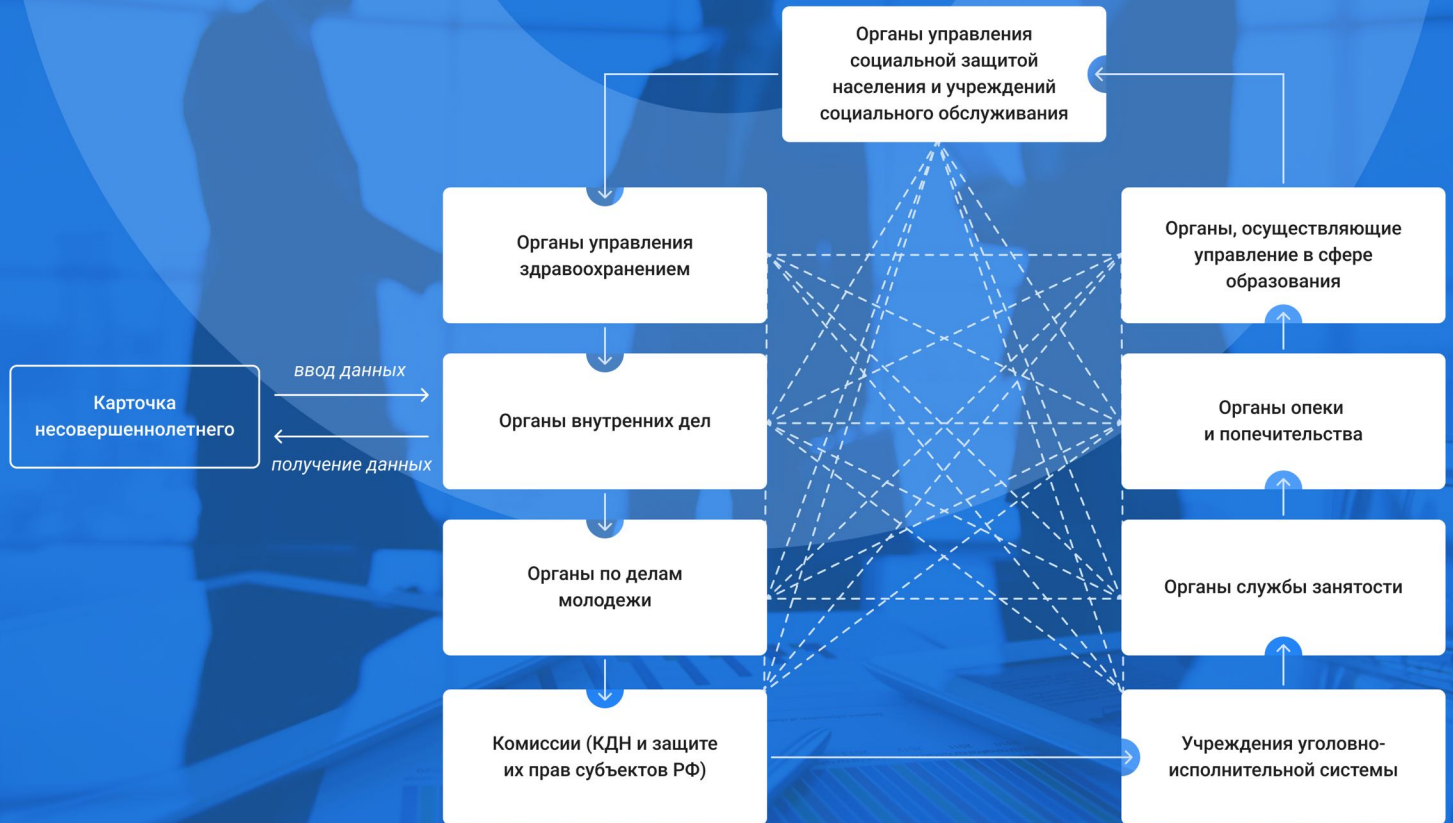 Органы управления
социальной защитой
населения и учреждений
социального обслуживания
Органы управления
здравоохранением
Органы, осуществляющие
управление в сфере
образования
Карточка
несовершеннолетнего
ввод данных
получение данных
Органы внутренних дел
Органы опеки
и попечительства
Органы по делам
молодежи
Органы службы занятости
Комиссии (КДН и защите
их прав субъектов РФ)
Учреждения уголовно-
исполнительной системы